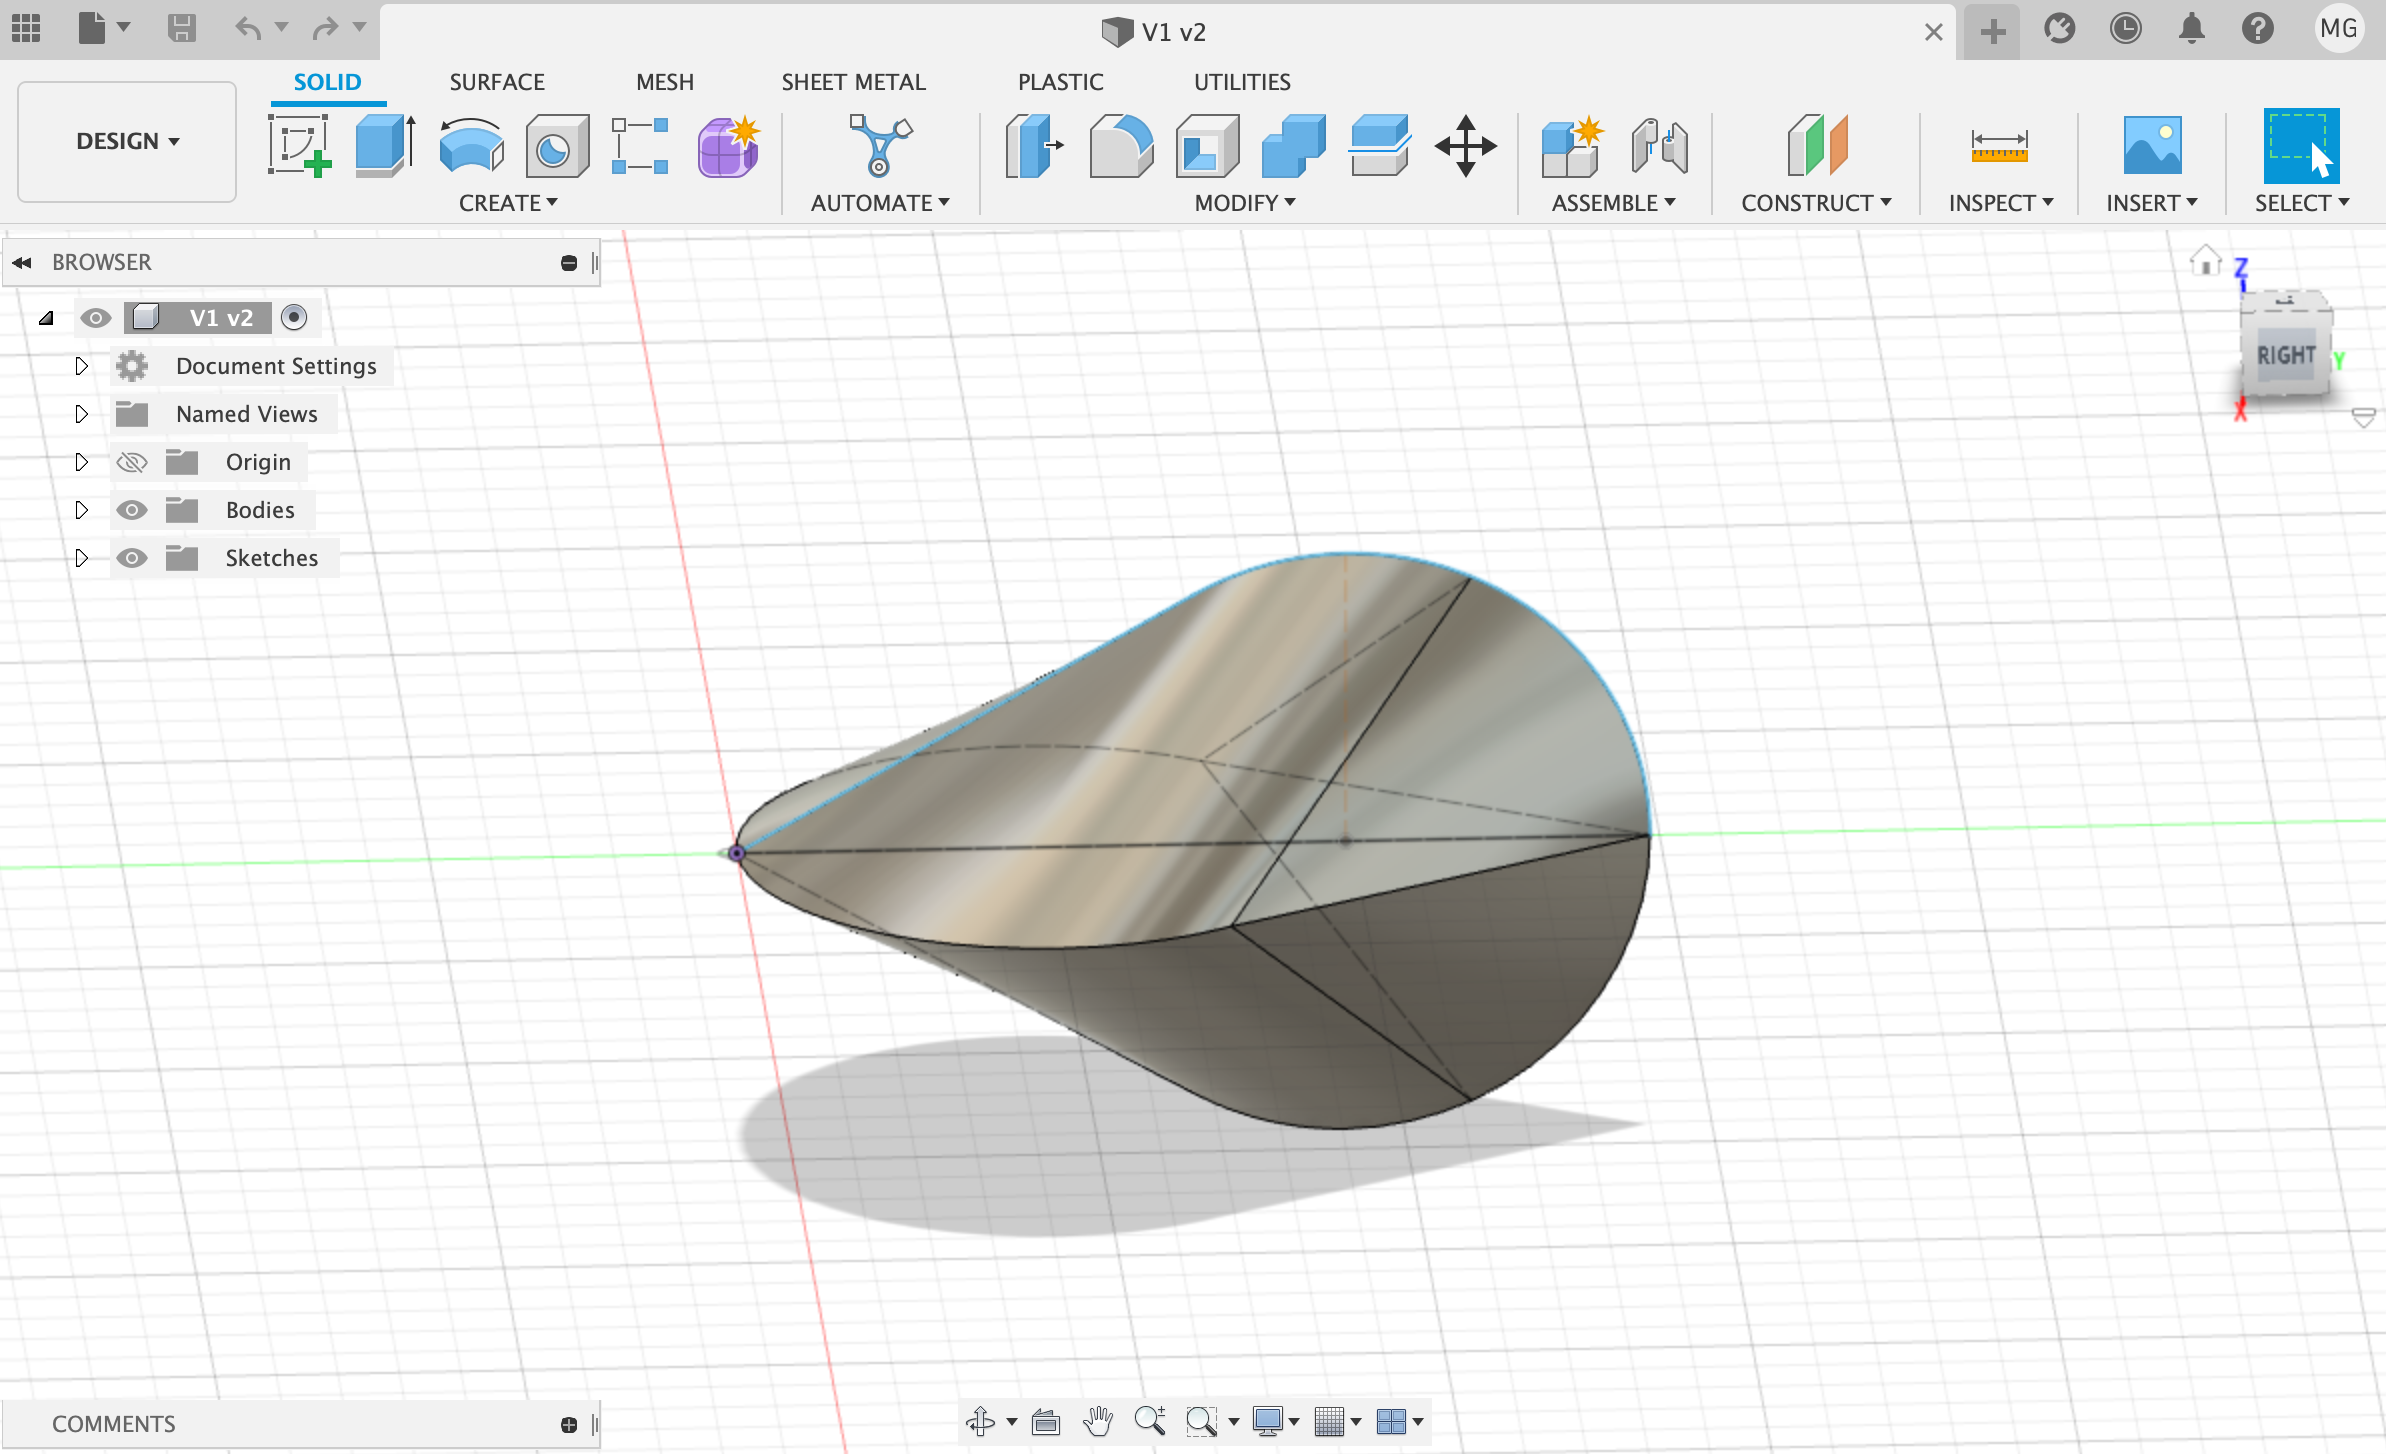 V1 v2
MG
SOLID
SURFACE
MESH
SHEET METAL
PLASTIC
UTILITIES
DESIGN
CREATE
AUTOMATE
MODIFY
ASSEMBLE
CONSTRUCT
INSPECT
INSERT
SELECT
BROWSER
V1 v2
Document Settings
Named Views
Origin
Bodies
Sketches
Z
RIGHT
Y
X
COMMENTS